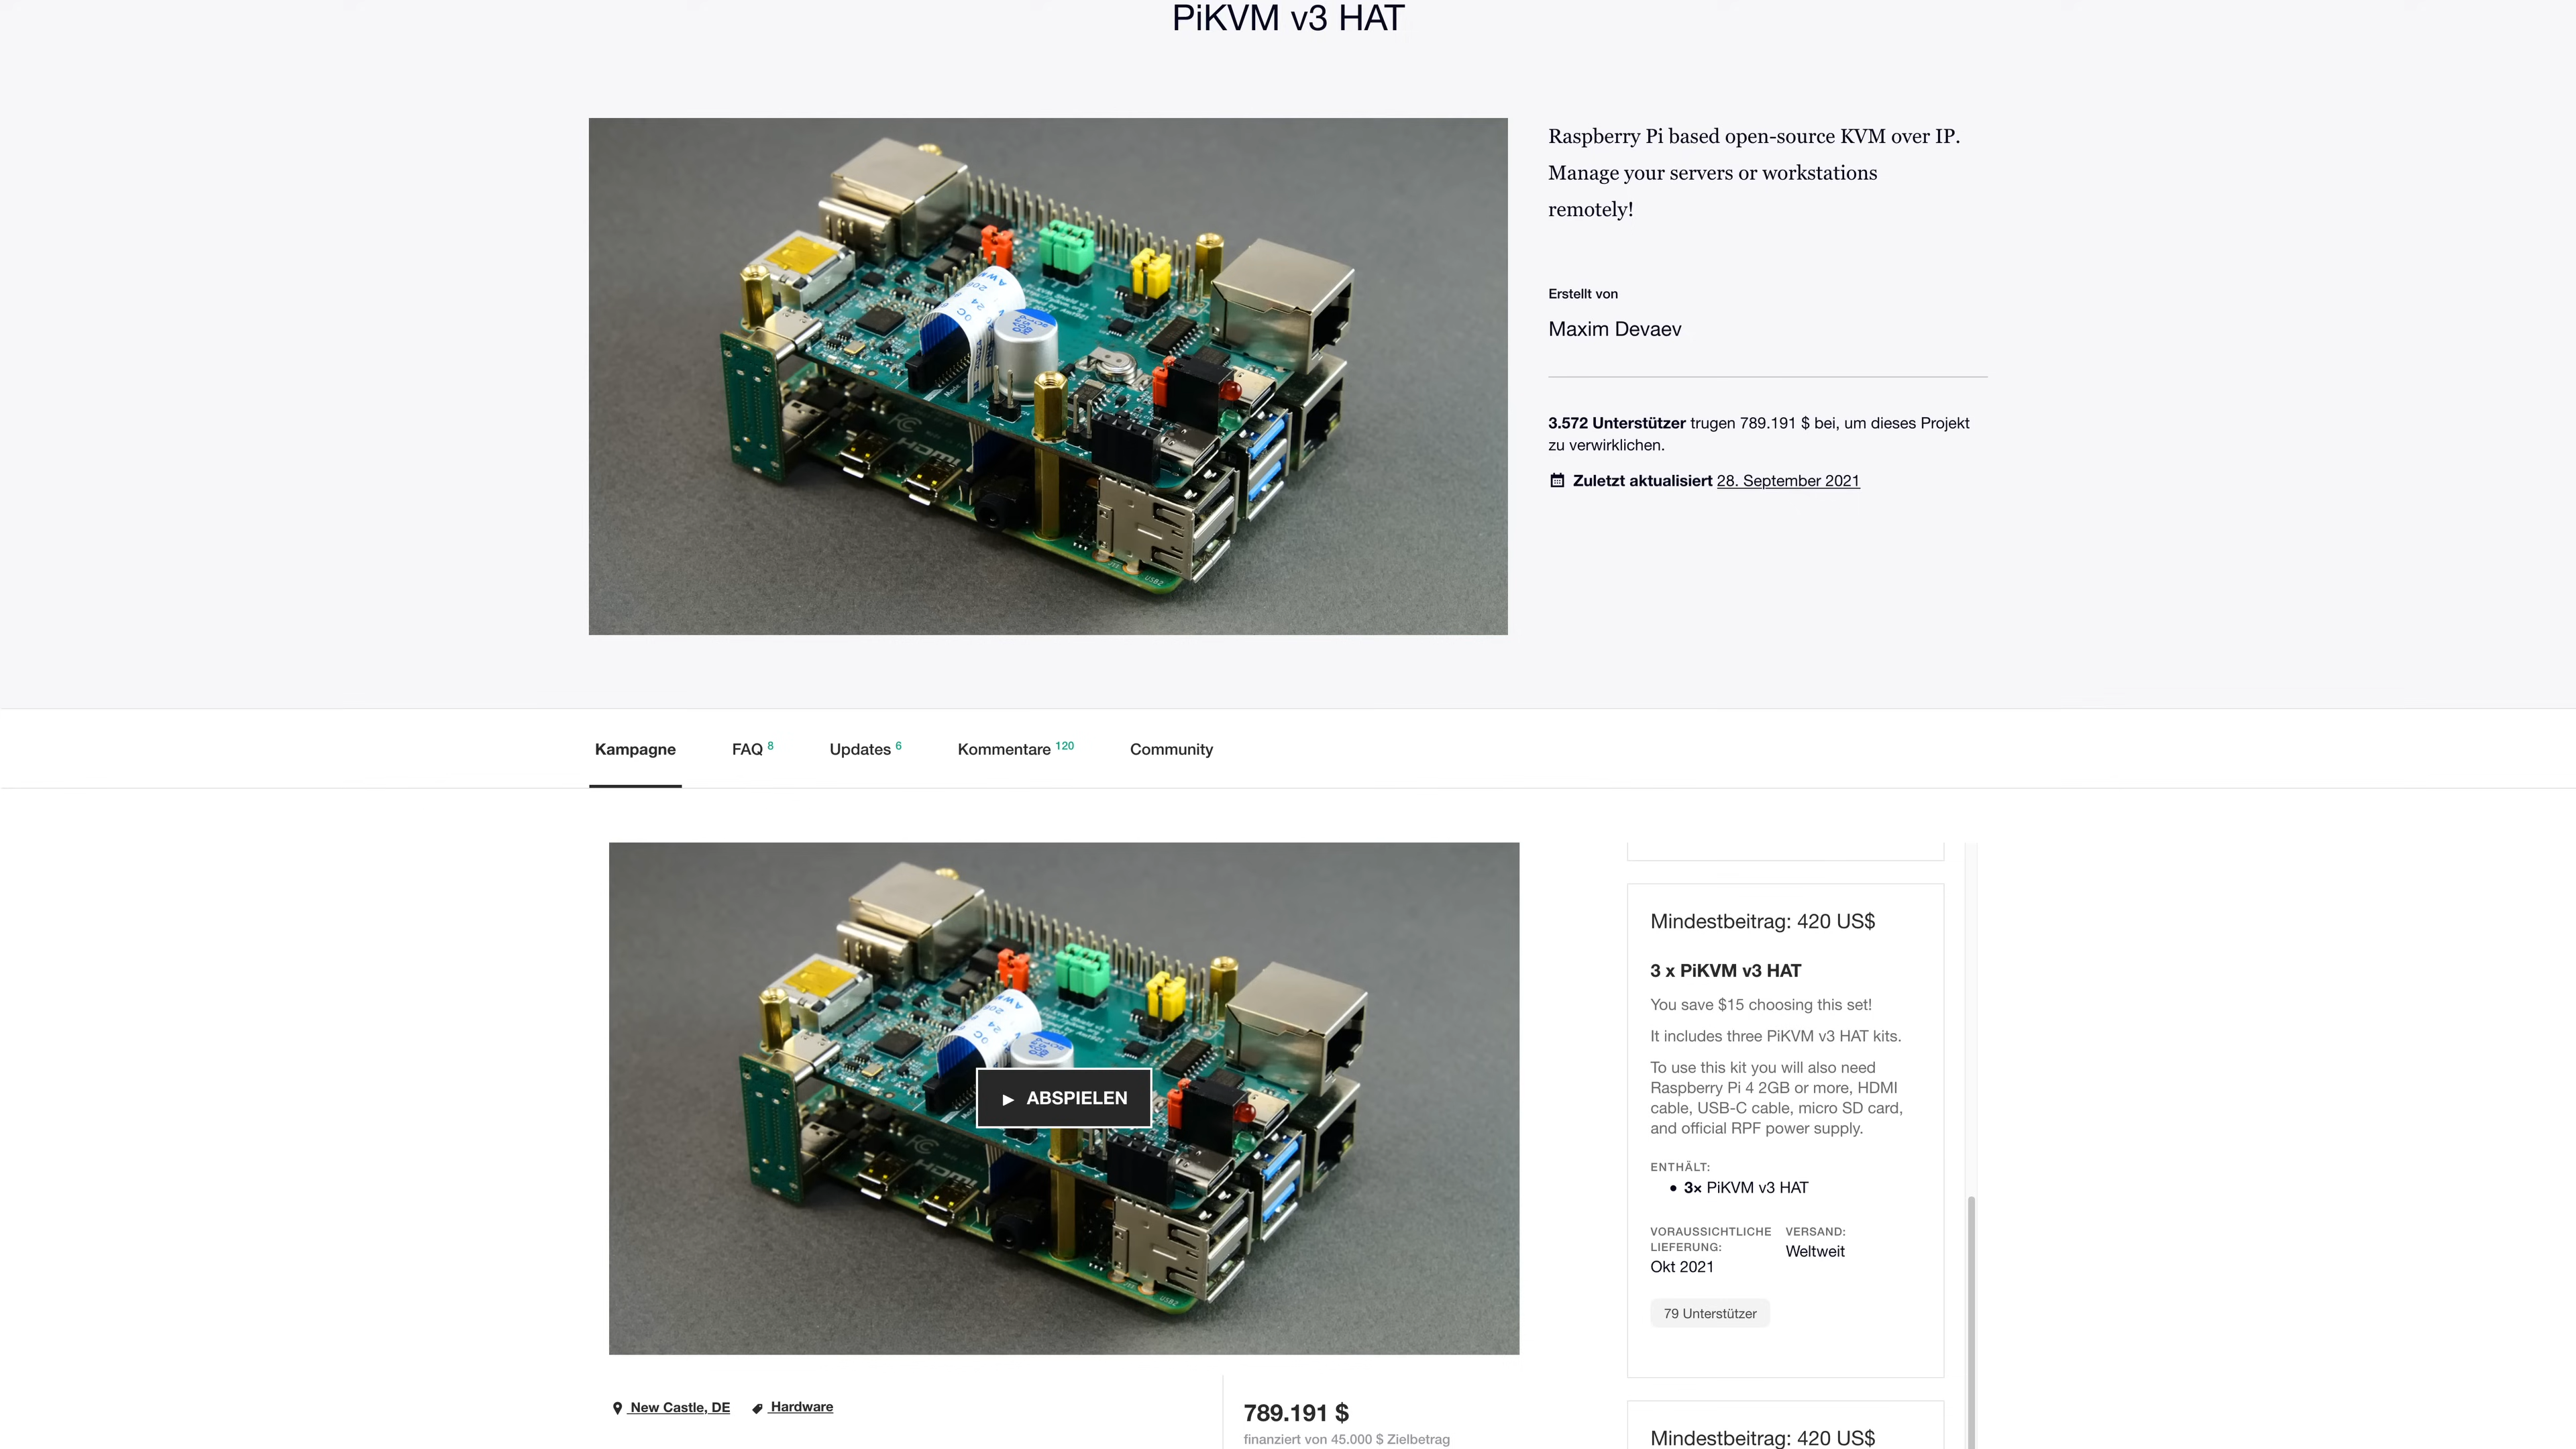 PiKVM v3 HAT
Raspberry Pi based open-source KVM over IP.
Manage your servers or workstations
remotely!
Erstellt von
Maxim Devaev
3.572 Unterstützer trugen 789.191 $ bei, um dieses Projekt
zu verwirklichen.
Zuletzt aktualisiert 28. September 2021
HDMI
USB2
Kampagne
FAQ 8
Updates 6
Kommentare 120
Community
ABSPIELEN
HDMI
USB2
Mindestbeitrag: 420 US$
3 x PiKVM v3 HAT
You save $15 choosing this set!
It includes three PiKVM v3 HAT kits.
To use this kit you will also need
Raspberry Pi 4 2GB or more, HDMI
cable, USB-C cable, micro SD card,
and official RPF power supply.
ENTHÄLT:
• 3× PiKVM v3 HAT
VORAUSSICHTLICHE
LIEFERUNG:
Okt 2021
VERSAND:
Weltweit
79 Unterstützer
New Castle, DE
Hardware
789.191 $
finanziert von 45.000 $ Zielbetrag
Mindestbeitrag: 420 US$